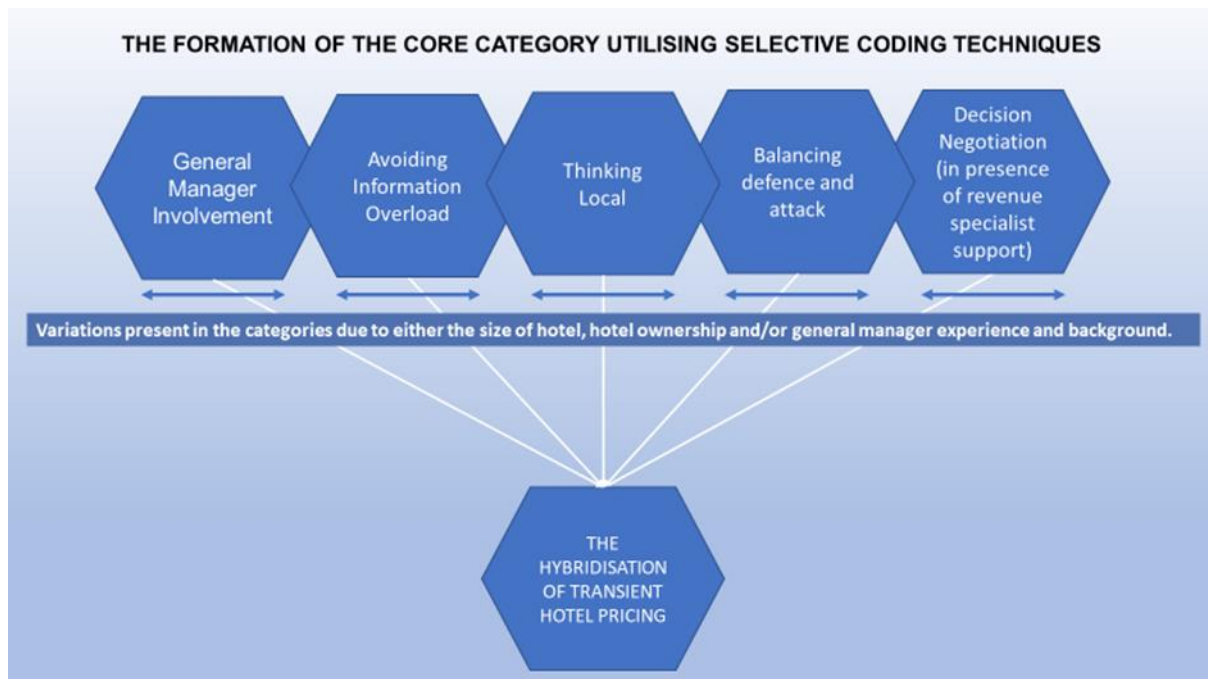 THE FORMATION OF THE CORE CATEGORY UTILISING SELECTIVE CODING TECHNIQUES
General
Manager
Involvement
Avoiding
Information
Overload
Thinking
Local
Balancing
defence and
attack
Decision
Negotiation
(in presence
of revenue
specialist
support)
Variations present in the categories due to either the size of hotel, hotel ownership and/or general manager experience and background.
THE
HYBRIDISATION
OF TRANSIENT
HOTEL PRICING